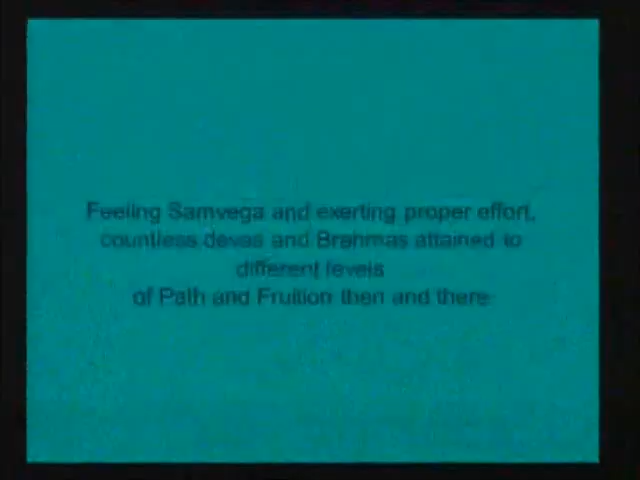 Feeling Samvega and exerting proper effort,
countless devas and Brahmas attained to
different levels
of Path and Fruition then and there